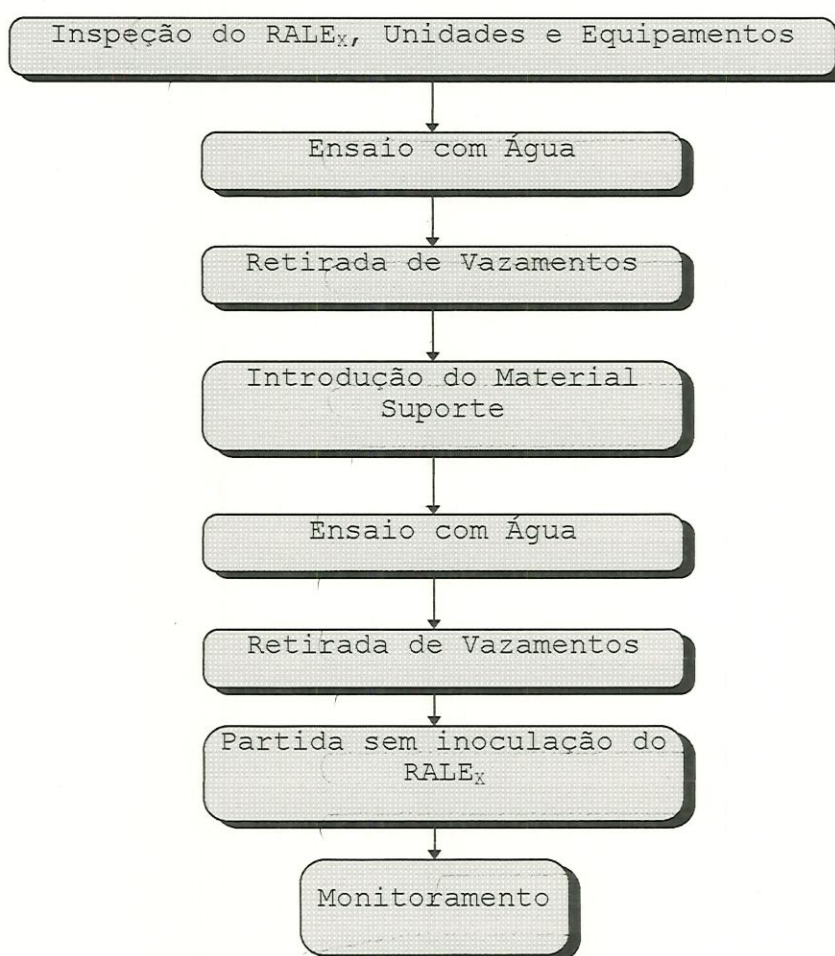 Inspeção do RALEₓ, Unidades e Equipamentos
Ensaio com Água
Retirada de Vazamentos
Introdução do Material
Suporte
Ensaio com Água
Retirada de Vazamentos
Partida sem inoculação do
RALEₓ
Monitoramento